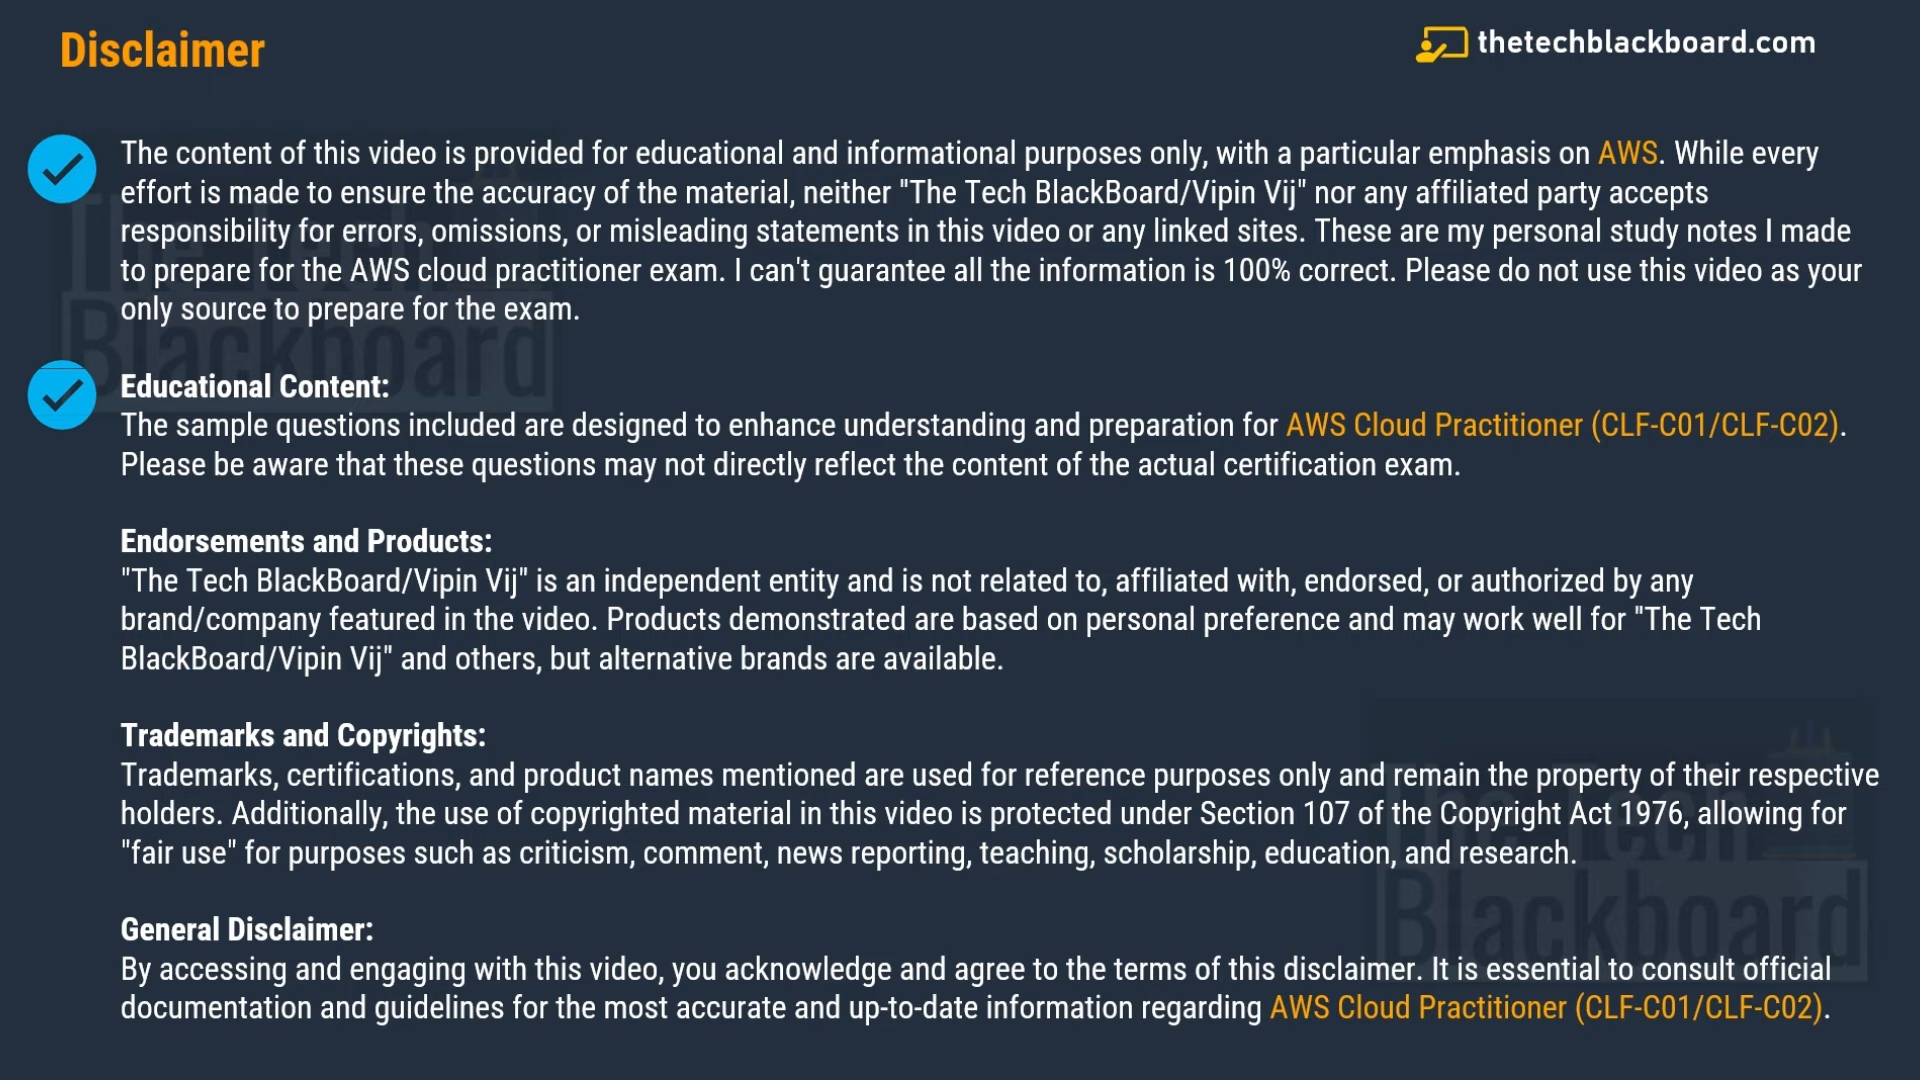 Disclaimer
thetechblackboard.com
The content of this video is provided for educational and informational purposes only, with a particular emphasis on AWS. While every
effort is made to ensure the accuracy of the material, neither "The Tech BlackBoard/Vipin Vij" nor any affiliated party accepts
responsibility for errors, omissions, or misleading statements in this video or any linked sites. These are my personal study notes I made
to prepare for the AWS cloud practitioner exam. I can't guarantee all the information is 100% correct. Please do not use this video as your
only source to prepare for the exam.
Educational Content:
The sample questions included are designed to enhance understanding and preparation for AWS Cloud Practitioner (CLF-C01/CLF-C02).
Please be aware that these questions may not directly reflect the content of the actual certification exam.
Endorsements and Products:
"The Tech BlackBoard/Vipin Vij" is an independent entity and is not related to, affiliated with, endorsed, or authorized by any
brand/company featured in the video. Products demonstrated are based on personal preference and may work well for "The Tech
BlackBoard/Vipin Vij" and others, but alternative brands are available.
Trademarks and Copyrights:
Trademarks, certifications, and product names mentioned are used for reference purposes only and remain the property of their respective
holders. Additionally, the use of copyrighted material in this video is protected under Section 107 of the Copyright Act 1976, allowing for
"fair use" for purposes such as criticism, comment, news reporting, teaching, scholarship, education, and research.
General Disclaimer:
By accessing and engaging with this video, you acknowledge and agree to the terms of this disclaimer. It is essential to consult official
documentation and guidelines for the most accurate and up-to-date information regarding AWS Cloud Practitioner (CLF-C01/CLF-C02).
The Tech
Blackboard
The Tech
Blackboard